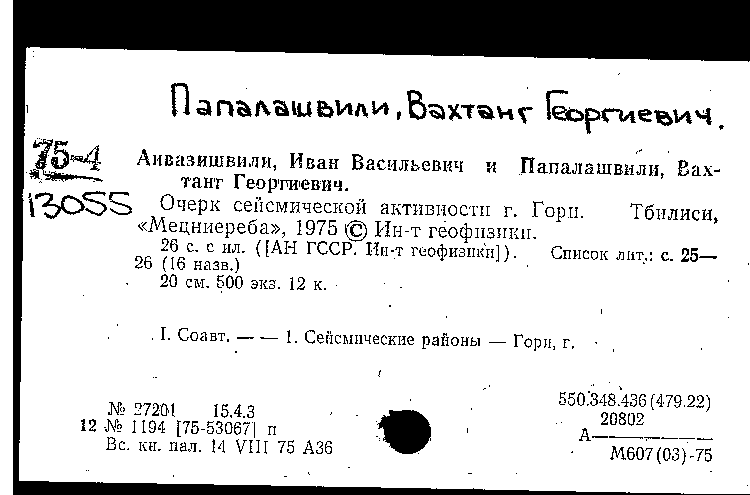 Папалашвили, Вахтанг Георгиевич.
75-4
13055
Аивазишвили, Иван Васильевич и Папалашвили, Вах-
тант Георгиевич.
Очерк сейсмической активности г. Гори. Тбилиси,
«Мецниереба», 1975 © Ин-т геофизики.
26 с. с ил. ([АН ГССР. Ин-т геофизики]). Список лит.: с. 25—
26 (16 назв.)
20 см. 500 экз. 12 к.
I. Соавт. — — 1. Сейсмические районы — Гори, г.
№ 27201 15.4.3
12 № 1194 [75-53067] п
Вс. кн. пал. 14 VIII 75 А36
550.348.436 (479.22)
20802
А—
М607(03)-75